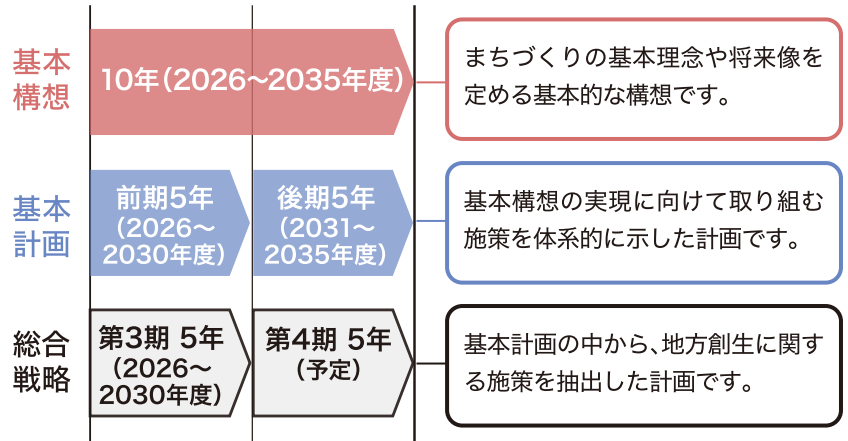 基本
構想
10年(2026~2035年度)
まちづくりの基本理念や将来像を
定める基本的な構想です。
基本
計画
前期5年
(2026~
2030年度)
後期5年
(2031~
2035年度)
基本構想の実現に向けて取り組む
施策を体系的に示した計画です。
総合
戦略
第3期 5年
(2026~
2030年度)
第4期 5年
(予定)
基本計画の中から、地方創生に関す
る施策を抽出した計画です。